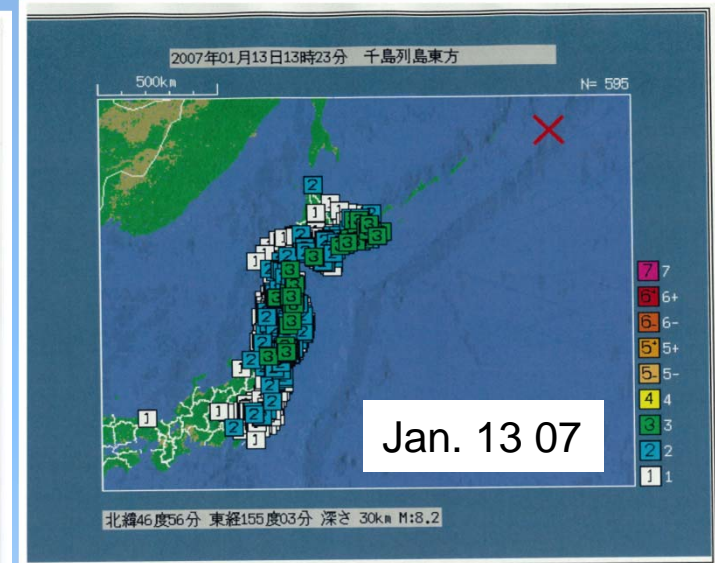 2007年01月13日13時23分 千島列島東方
500km
N= 595
7 7
6+ 6+
6- 6-
5+ 5+
5- 5-
4 4
3 3
2 2
1 1
Jan. 13 07
北緯46度56分 東経155度03分 深さ 30km M:8.2